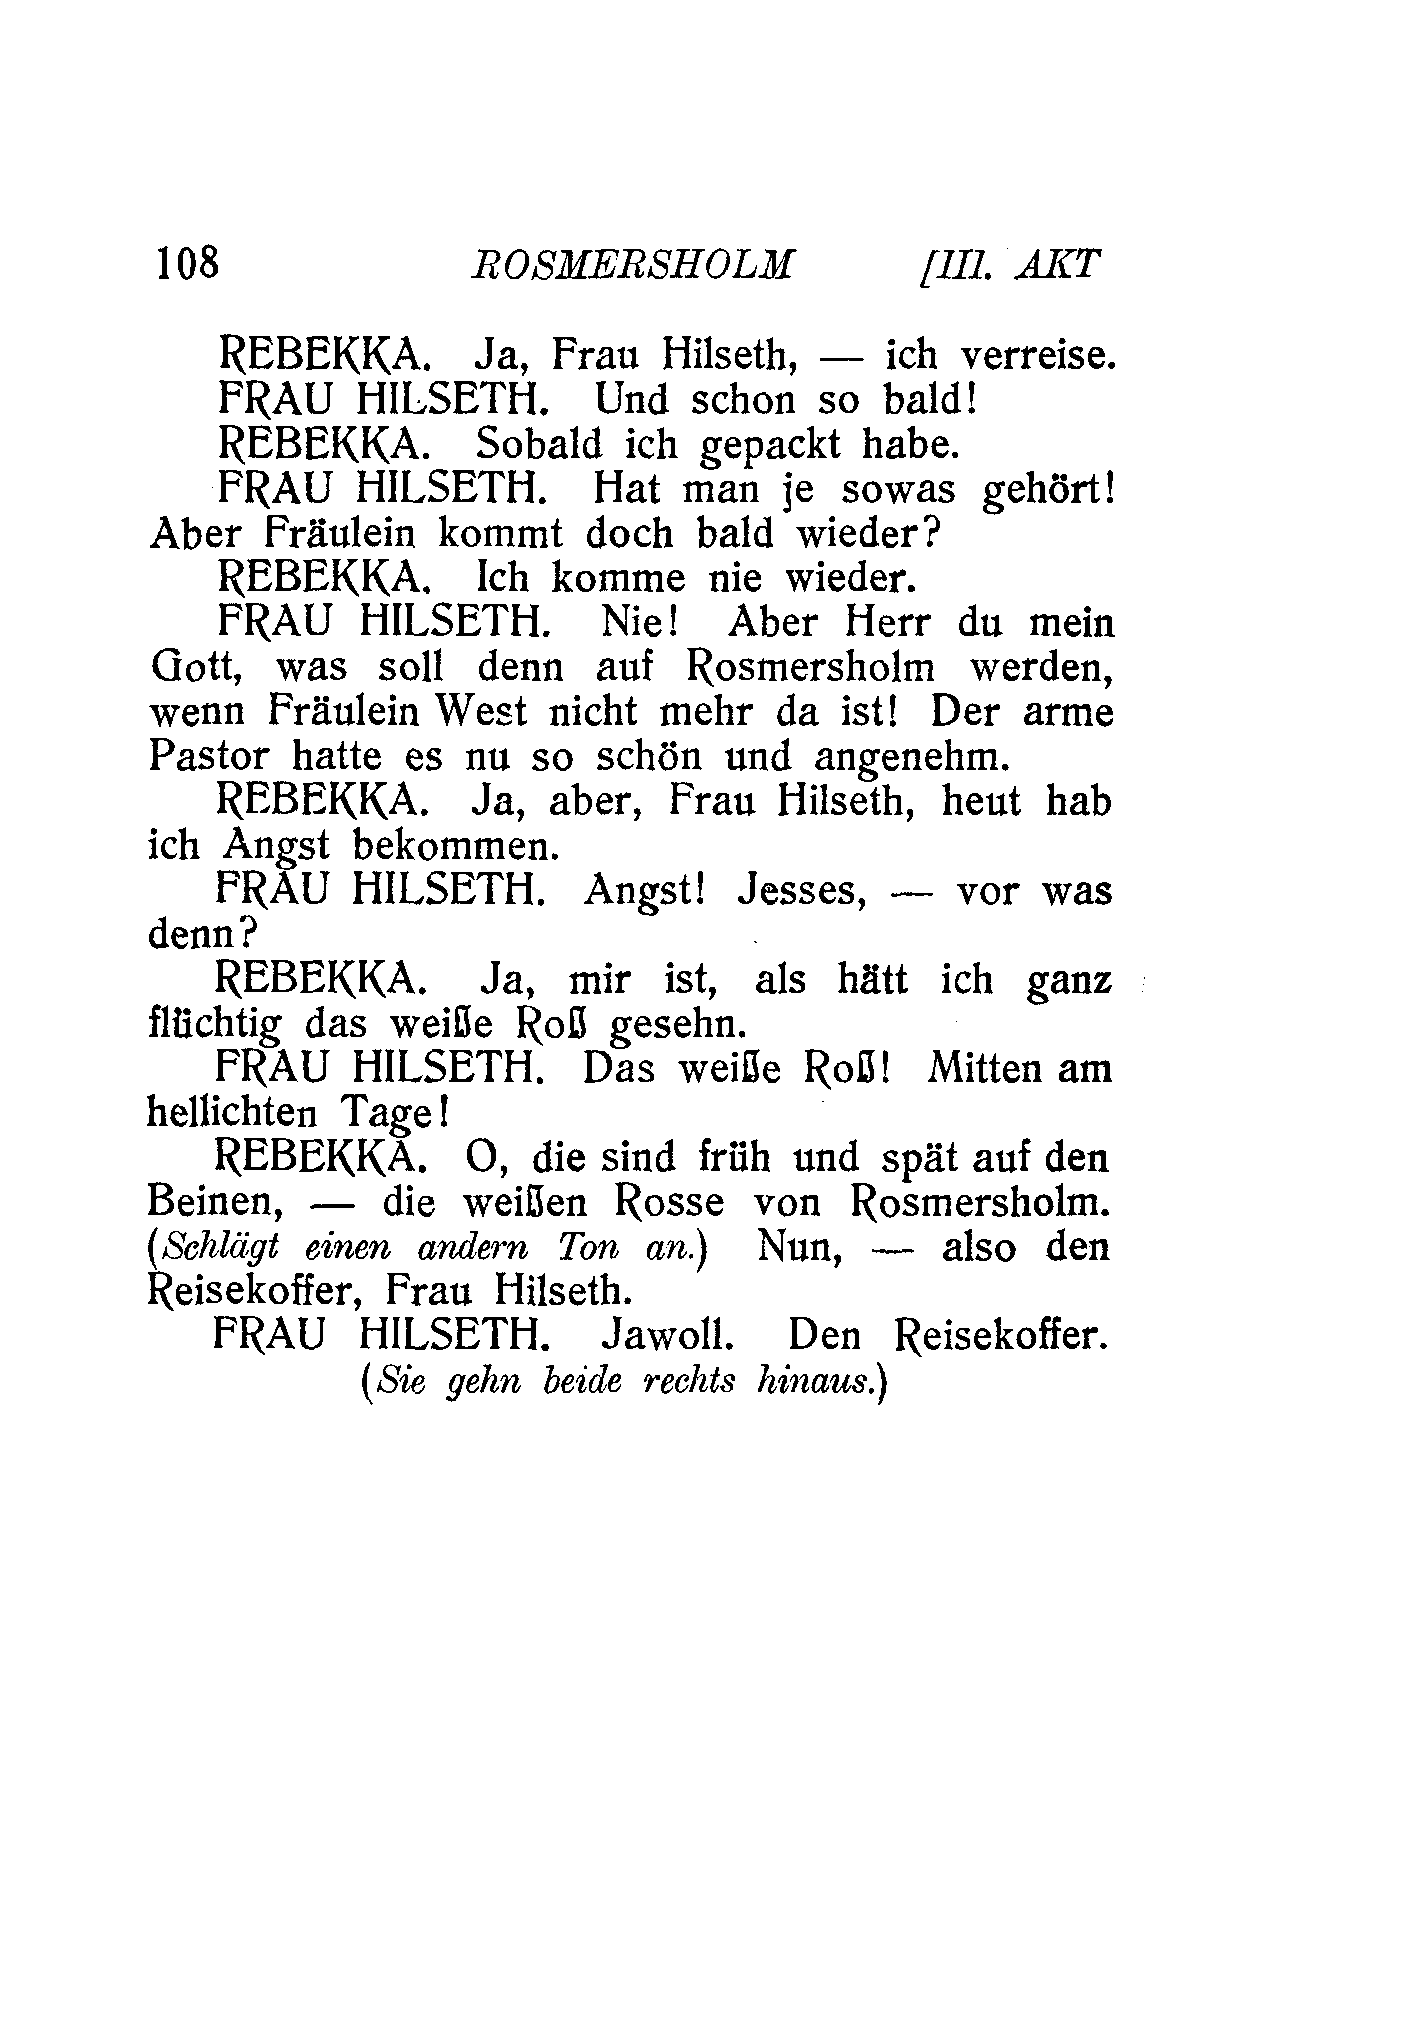 108 ROSMERSHOLM [III. AKT
REBEKKA. Ja, Frau Hilseth, — ich verreise.
FRAU HILSETH. Und schon so bald!
REBEKKA. Sobald ich gepackt habe.
FRAU HILSETH. Hat man je sowas gehört!
Aber Fräulein kommt doch bald wieder?
REBEKKA. Ich komme nie wieder.
FRAU HILSETH. Nie! Aber Herr du mein
Gott, was soll denn auf Rosmersholm werden,
wenn Fräulein West nicht mehr da ist! Der arme
Pastor hatte es nu so schön und angenehm.
REBEKKA. Ja, aber, Frau Hilseth, heut hab
ich Angst bekommen.
FRAU HILSETH. Angst! Jesses, — vor was
denn?
REBEKKA. Ja, mir ist, als hätt ich ganz
flüchtig das weiße Roß gesehn.
FRAU HILSETH. Das weiße Roß! Mitten am
hellichten Tage!
REBEKKA. O, die sind früh und spät auf den
Beinen, — die weißen Rosse von Rosmersholm.
(Schlägt einen andern Ton an.) Nun, — also den
Reisekoffer, Frau Hilseth.
FRAU HILSETH. Jawoll. Den Reisekoffer.
(Sie gehn beide rechts hinaus.)